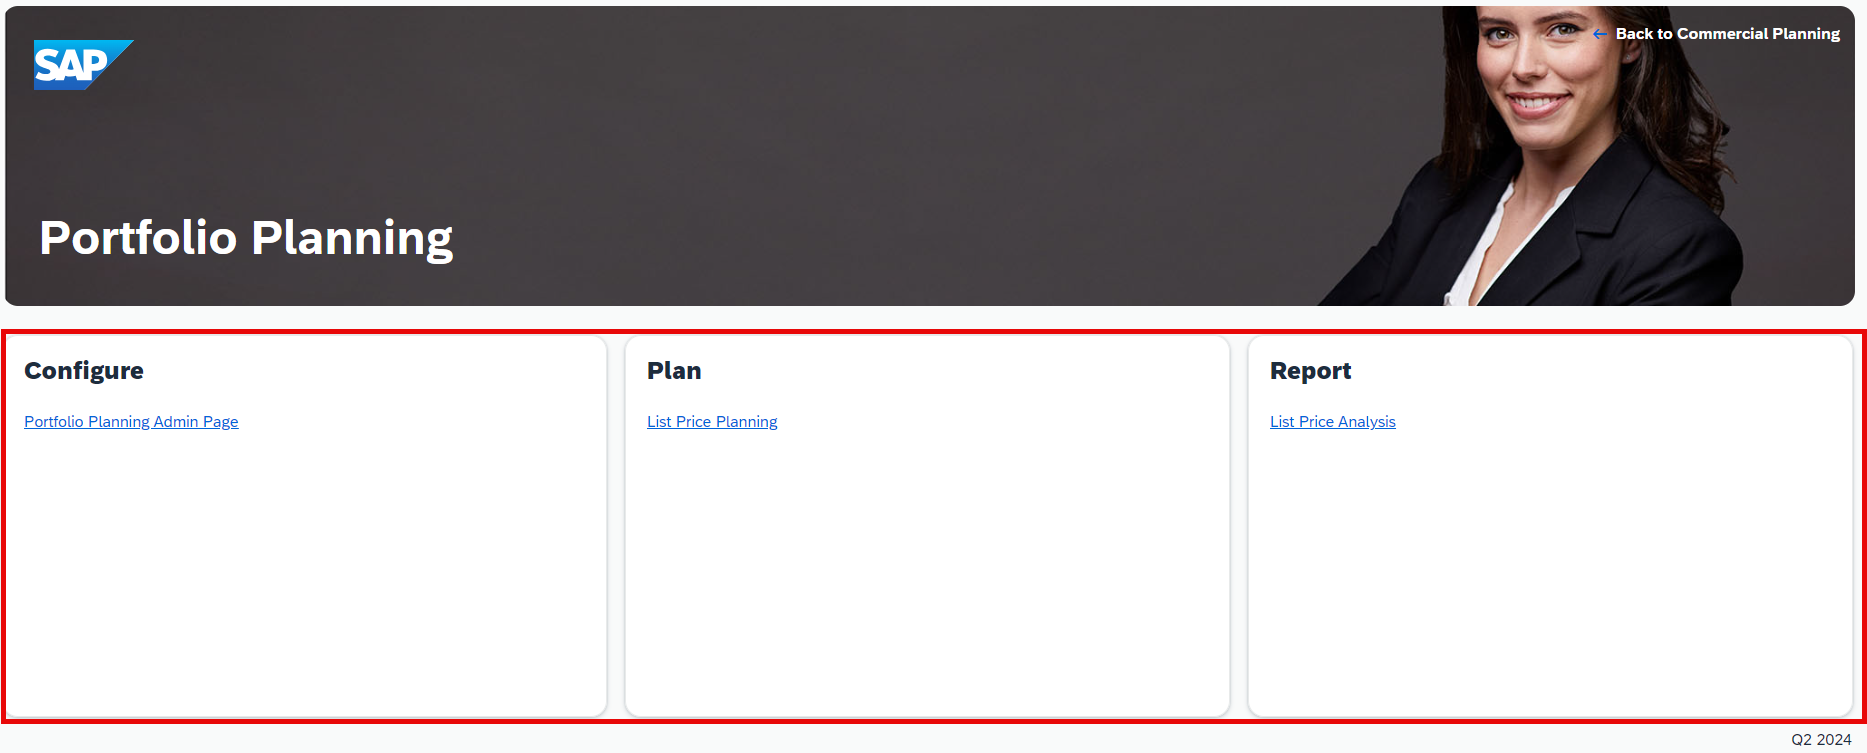 SAP
← Back to Commercial Planning
Portfolio Planning
Configure
Portfolio Planning Admin Page
Plan
List Price Planning
Report
List Price Analysis
Q2 2024